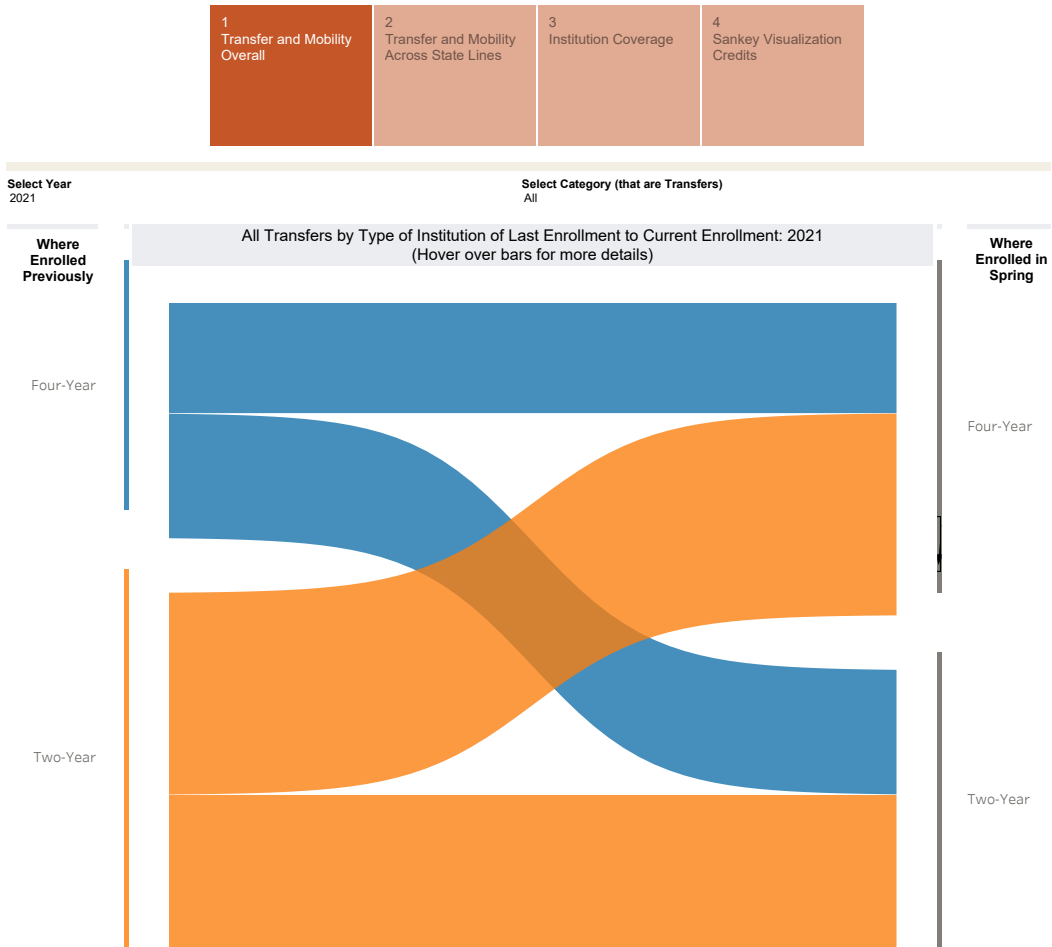 1
Transfer and Mobility
Overall
2
Transfer and Mobility
Across State Lines
3
Institution Coverage
4
Sankey Visualization
Credits
Select Year
2021
Select Category (that are Transfers)
All
Where
Enrolled
Previously
All Transfers by Type of Institution of Last Enrollment to Current Enrollment: 2021
(Hover over bars for more details)
Where
Enrolled in
Spring
Four-Year
Four-Year
Two-Year
Two-Year